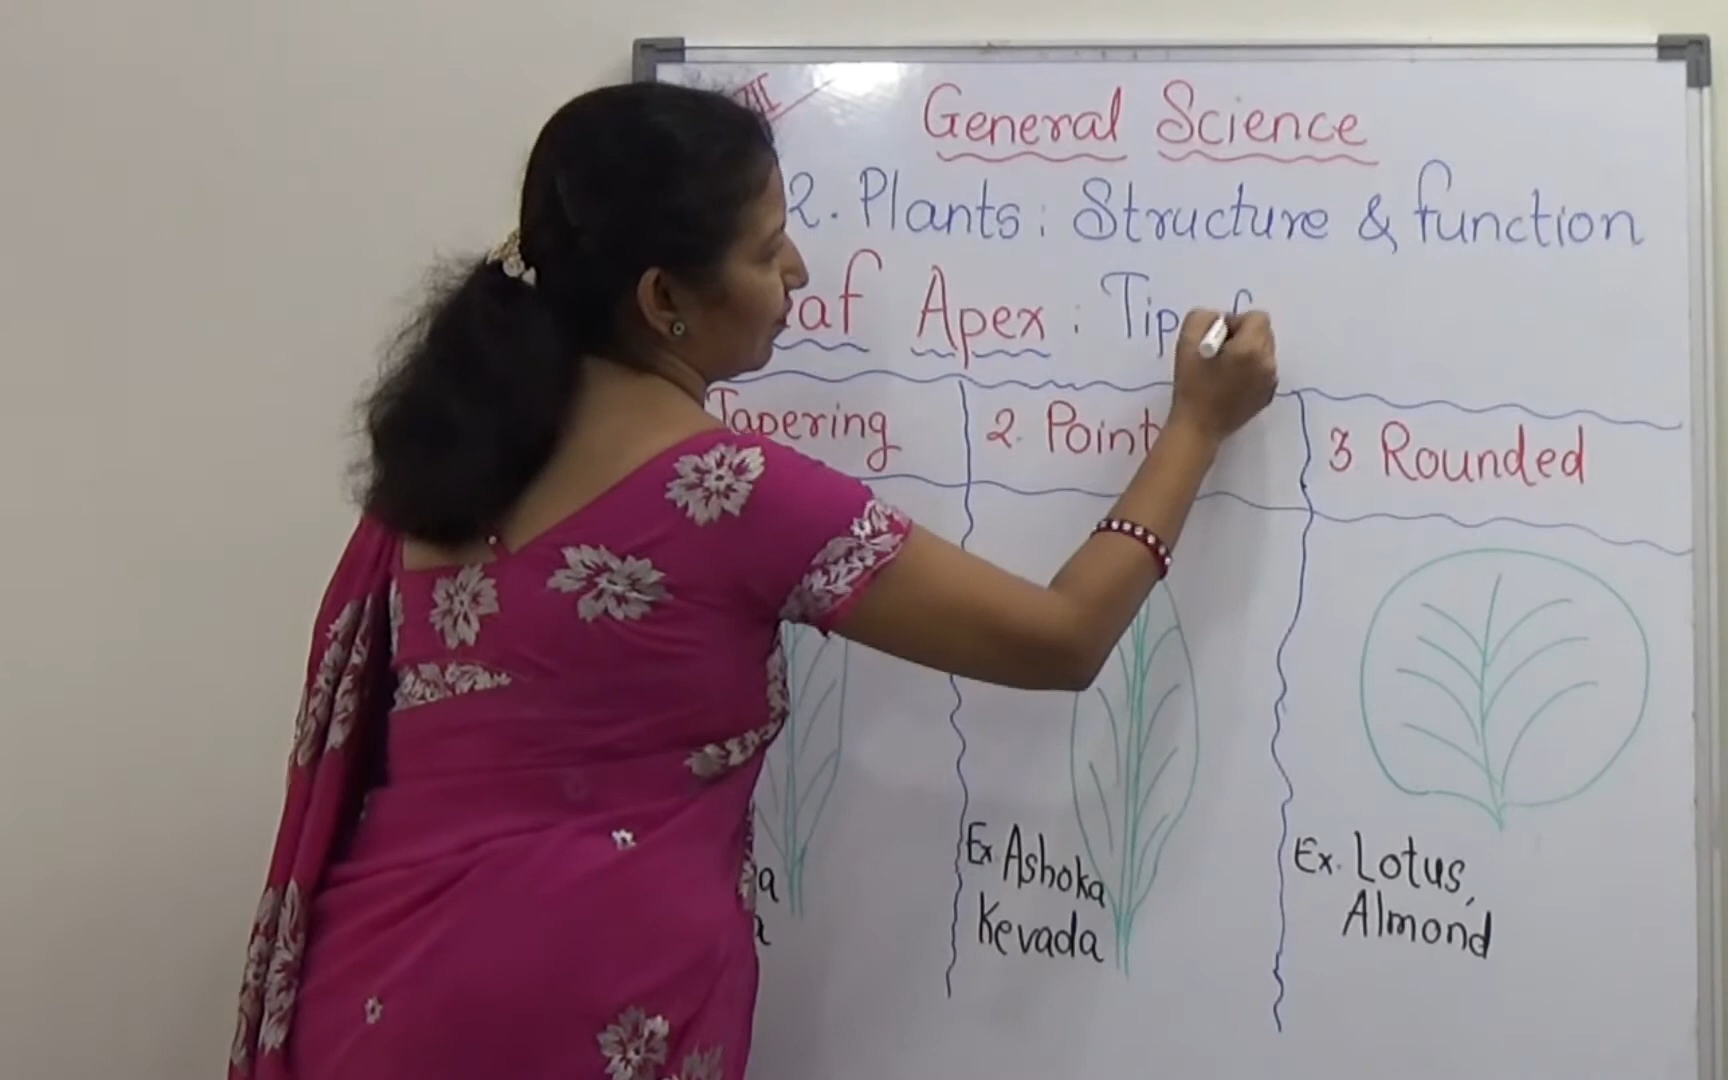 General Science
2. Plants: Structure & function
Apex : Tip
Tapering
2. Point
3 Rounded
Ex Ashoka
Kevada
Ex. Lotus,
Almond